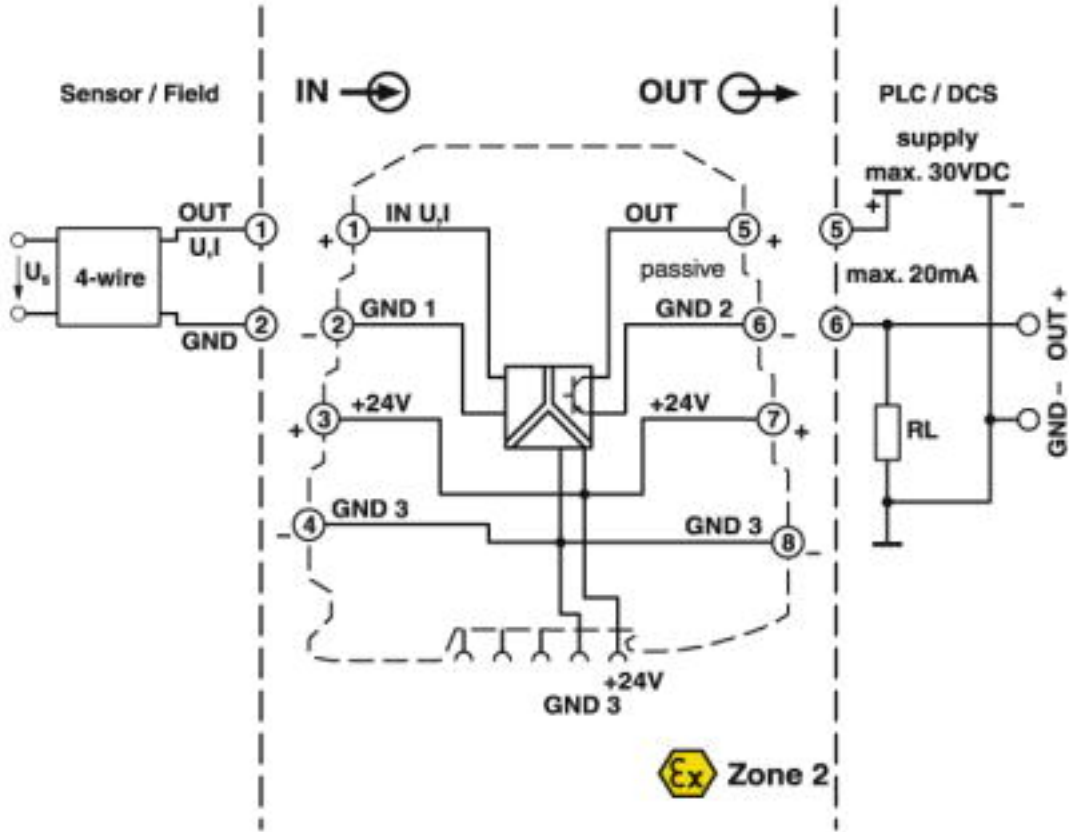 Sensor / Field
IN
OUT
PLC / DCS
supply
max. 30VDC
+
–
OUT
1
+
1
IN U,I
OUT
5
+
5
Us
4-wire
U,I
passive
max. 20mA
GND
2
–
2
GND 1
GND 2
6
–
6
OUT +
3
+
+24V
+24V
7
+
RL
GND –
4
–
GND 3
GND 3
8
–
+24V
GND 3
Ex
Zone 2